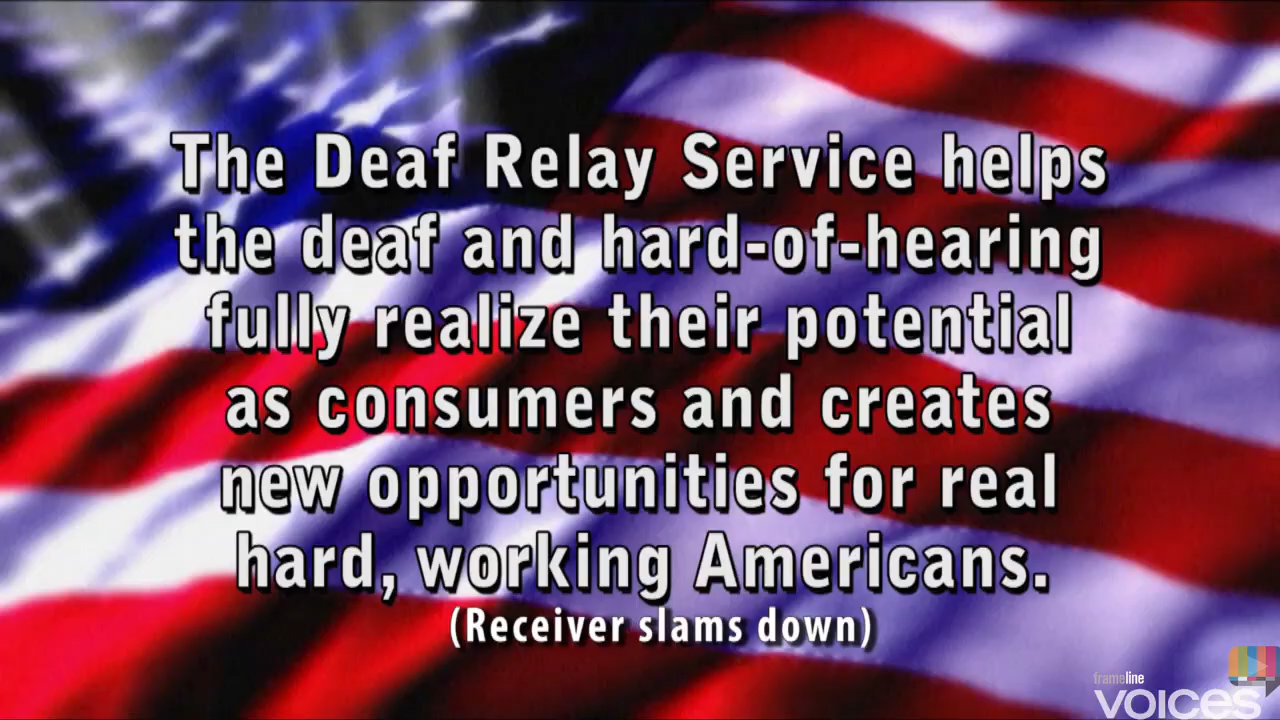 The Deaf Relay Service helps
the deaf and hard-of-hearing
fully realize their potential
as consumers and creates
new opportunities for real
hard, working Americans.
(Receiver slams down)
frameline
voices